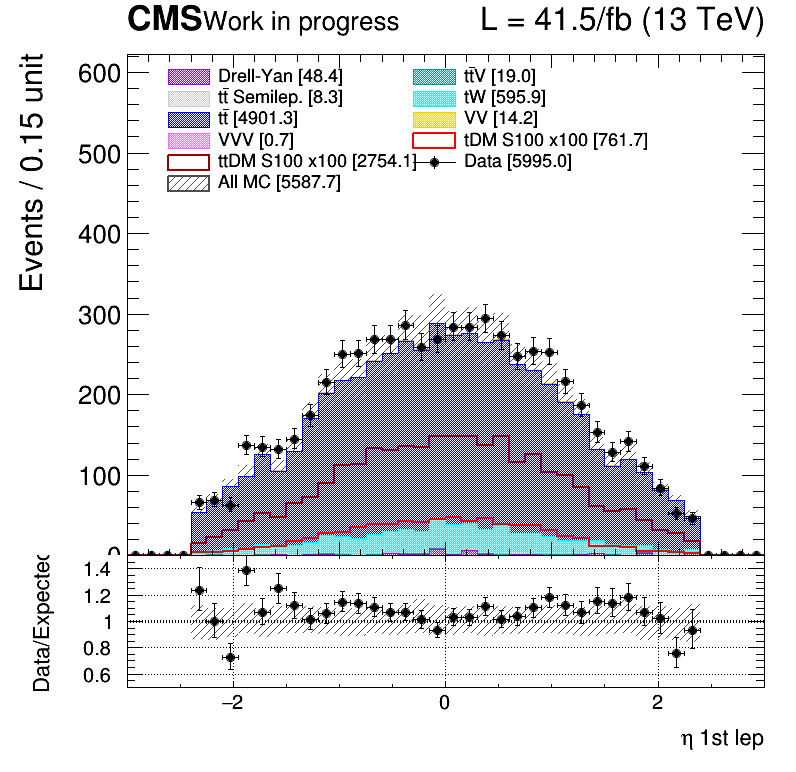 CMS Work in progress L = 41.5/fb (13 TeV)
Events / 0.15 unit
600
500
400
300
200
100
0
Drell-Yan [48.4] tt̄V [19.0]
tt̄ Semilep. [8.3] tW [595.9]
tt̄ [4901.3] VV [14.2]
VVV [0.7] tDM S100 x100 [761.7]
ttDM S100 x100 [2754.1] Data [5995.0]
All MC [5587.7]
Data/Expected
1.4
1.2
1
0.8
0.6
−2 0 2
η 1st lep